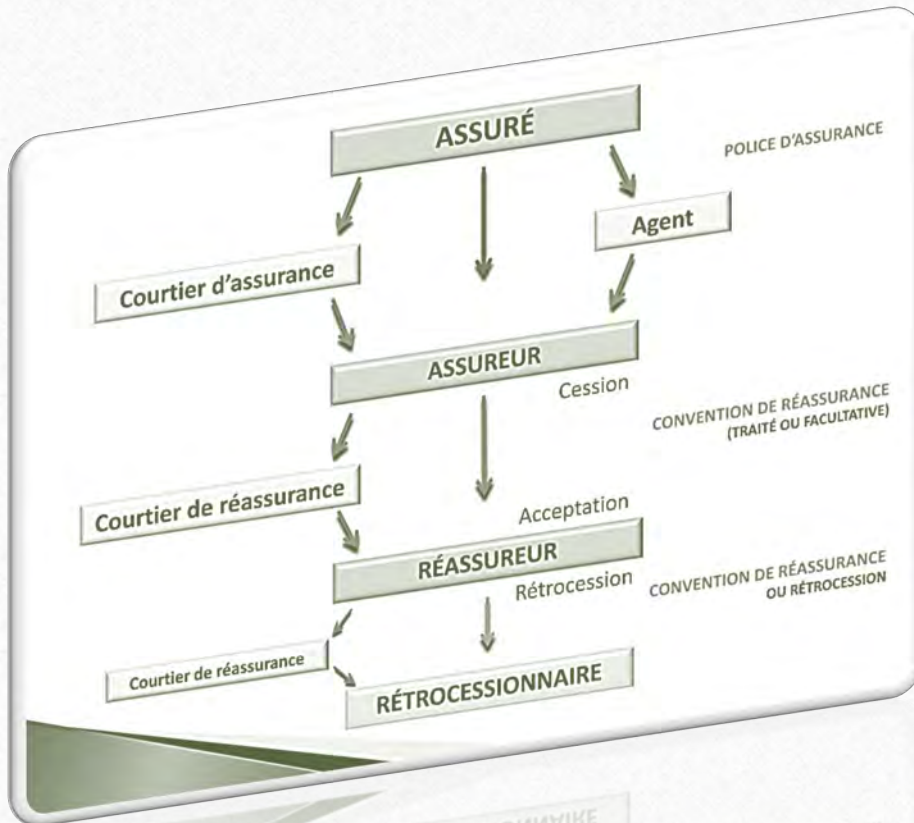 ASSURÉ
POLICE D'ASSURANCE
Agent
Courtier d’assurance
ASSUREUR
Cession
CONVENTION DE RÉASSURANCE
(TRAITÉ OU FACULTATIVE)
Courtier de réassurance
Acceptation
RÉASSUREUR
Rétrocession
CONVENTION DE RÉASSURANCE
OU RÉTROCESSION
Courtier de réassurance
RÉTROCESSIONNAIRE